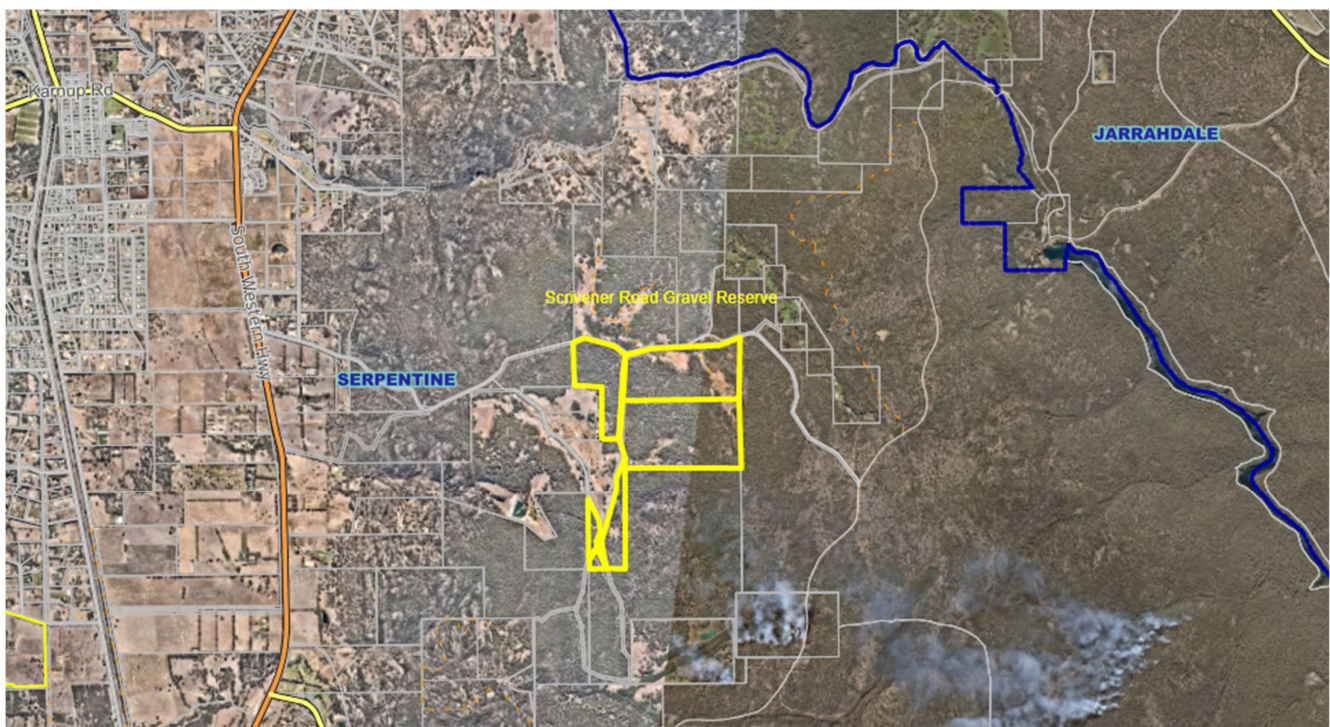 Karnup Rd
JARRAHDALE
South Western Hwy
Scrivener Road Gravel Reserve
SERPENTINE